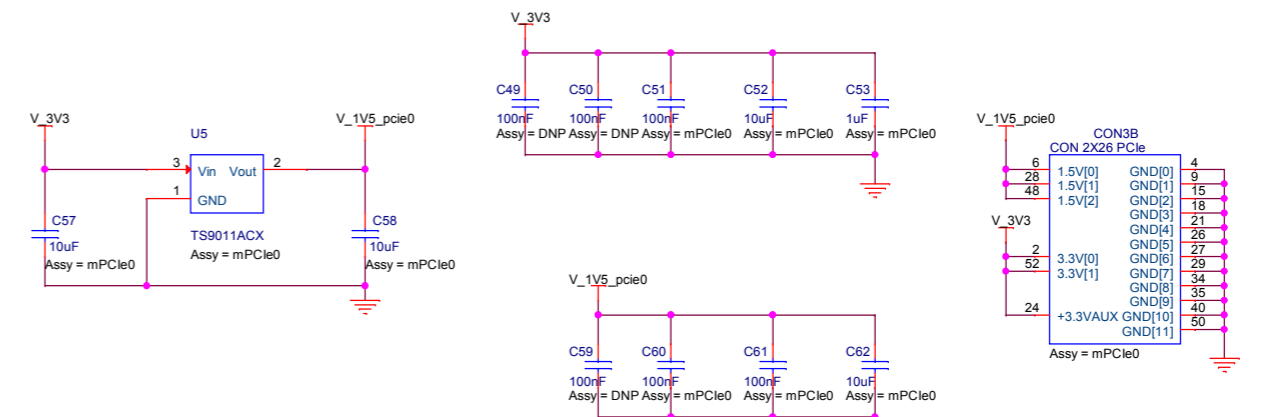 V_3V3
C49
100nF
Assy = DNP
C50
100nF
Assy = DNP
C51
100nF
Assy = mPCIe0
C52
10uF
Assy = mPCIe0
C53
1uF
Assy = mPCIe0
V_3V3
V_1V5_pcie0
U5
3
Vin
Vout
2
1
GND
TS9011ACX
Assy = mPCIe0
C57
10uF
Assy = mPCIe0
C58
10uF
Assy = mPCIe0
V_1V5_pcie0
C59
100nF
Assy = DNP
C60
100nF
Assy = mPCIe0
C61
100nF
Assy = mPCIe0
C62
10uF
Assy = mPCIe0
V_1V5_pcie0
CON3B
CON 2X26 PCIe
6 1.5V[0] GND[0] 4
28 1.5V[1] GND[1] 9
48 1.5V[2] GND[2] 15
V_3V3
GND[3] 18
GND[4] 21
GND[5] 26
2 3.3V[0] GND[6] 27
52 3.3V[1] GND[7] 29
GND[8] 34
GND[9] 35
24 +3.3VAUX GND[10] 40
GND[11] 50
Assy = mPCIe0